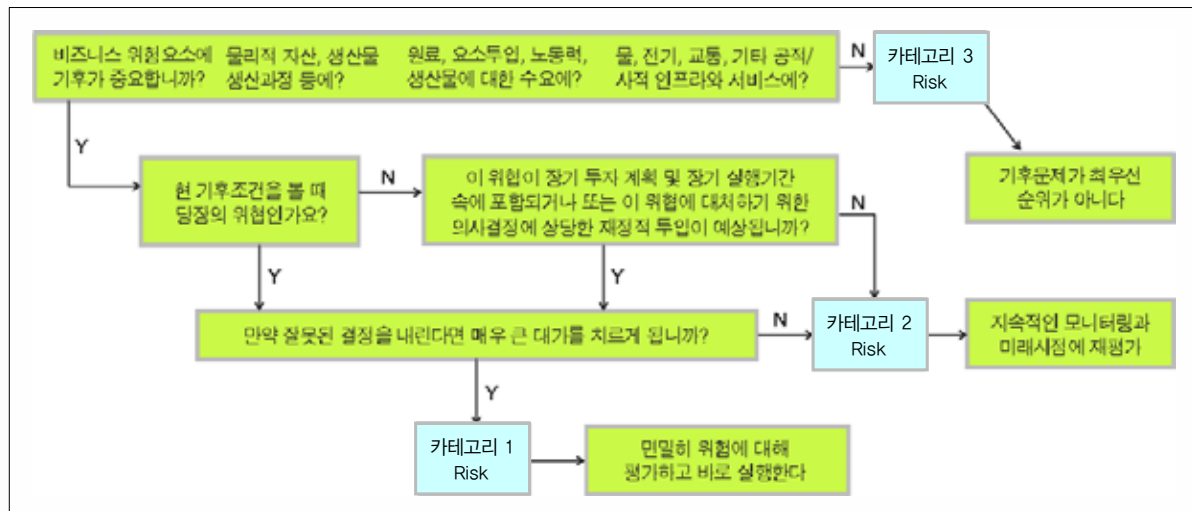 비즈니스 위험요소에
기후가 중요합니까?
물리적 자산, 생산물
생산과정 등에?
원료, 요소투입, 노동력,
생산물에 대한 수요에?
물, 전기, 교통, 기타 공적/
사적 인프라와 서비스에?
N
카테고리 3
Risk
Y
현 기후조건을 볼 때
당장의 위협인가요?
N
이 위협이 장기 투자 계획 및 장기 실행기간
속에 포함되거나 또는 이 위협에 대처하기 위한
의사결정에 상당한 재정적 투입이 예상됩니까?
N
기후문제가 최우선
순위가 아니다
Y
Y
만약 잘못된 결정을 내린다면 매우 큰 대가를 치르게 됩니까?
N
카테고리 2
Risk
지속적인 모니터링과
미래시점에 재평가
Y
카테고리 1
Risk
면밀히 위험에 대해
평가하고 바로 실행한다